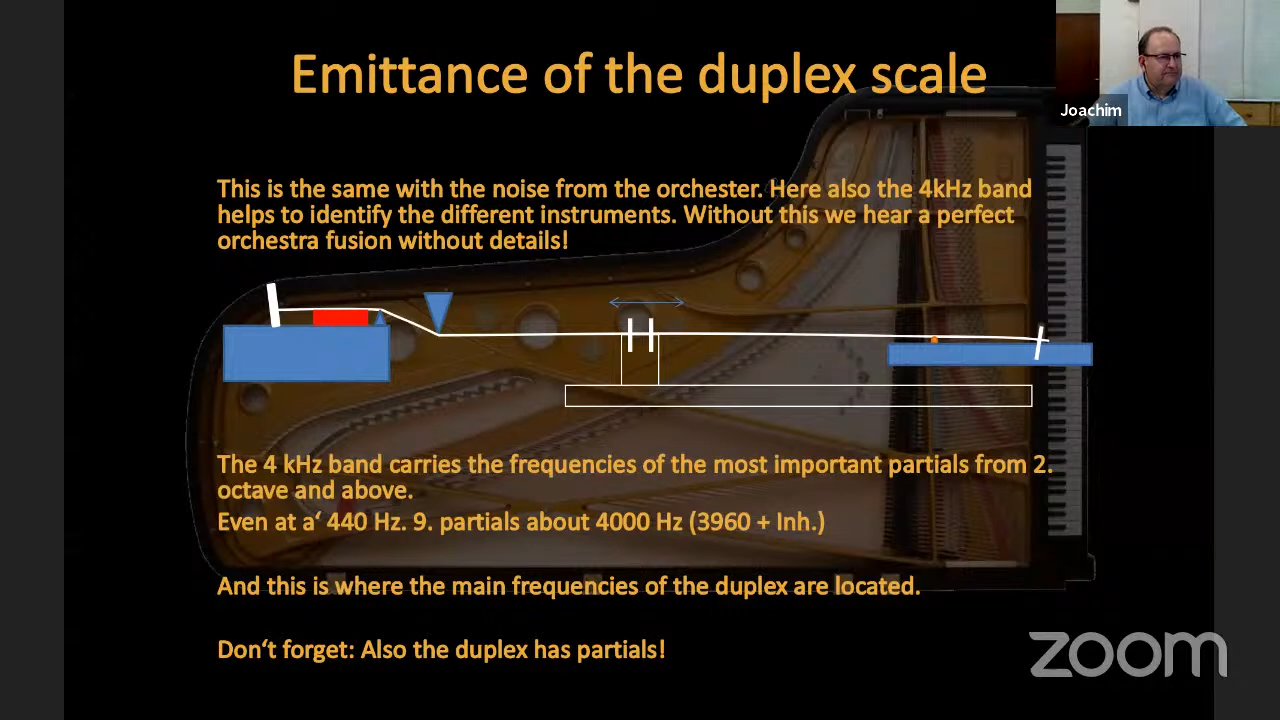 Emittance of the duplex scale
Joachim
This is the same with the noise from the orchester. Here also the 4kHz band
helps to identify the different instruments. Without this we hear a perfect
orchestra fusion without details!
The 4 kHz band carries the frequencies of the most important partials from 2.
octave and above.
Even at a‘ 440 Hz. 9. partials about 4000 Hz (3960 + Inh.)
And this is where the main frequencies of the duplex are located.
Don‘t forget: Also the duplex has partials!
zoom